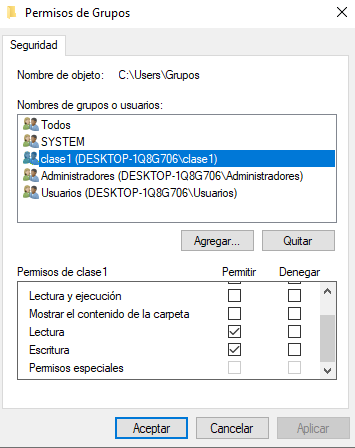 Permisos de Grupos
Seguridad
Nombre de objeto: C:\Users\Grupos
Nombres de grupos o usuarios:
Todos
SYSTEM
clase1 (DESKTOP-1Q8G706\clase1)
Administradores (DESKTOP-1Q8G706\Administradores)
Usuarios (DESKTOP-1Q8G706\Usuarios)
Agregar... Quitar
Permisos de clase1 Permitir Denegar
Lectura y ejecución
Mostrar el contenido de la carpeta
Lectura
Escritura
Permisos especiales
Aceptar Cancelar Aplicar